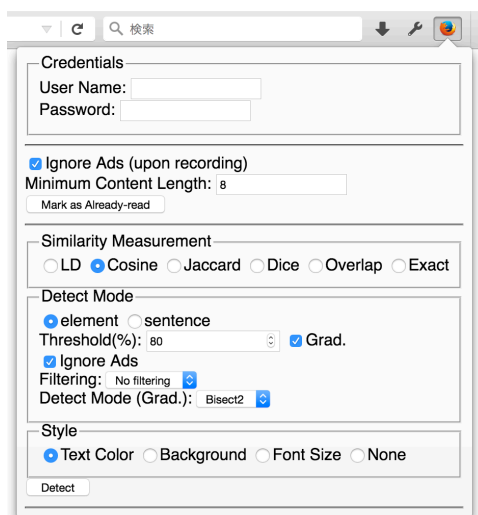 検索
Credentials
User Name:
Password:
Ignore Ads (upon recording)
Minimum Content Length: 8
Mark as Already-read
Similarity Measurement
LD Cosine Jaccard Dice Overlap Exact
Detect Mode
element sentence
Threshold(%): 80 Grad.
Ignore Ads
Filtering: No filtering
Detect Mode (Grad.): Bisect2
Style
Text Color Background Font Size None
Detect